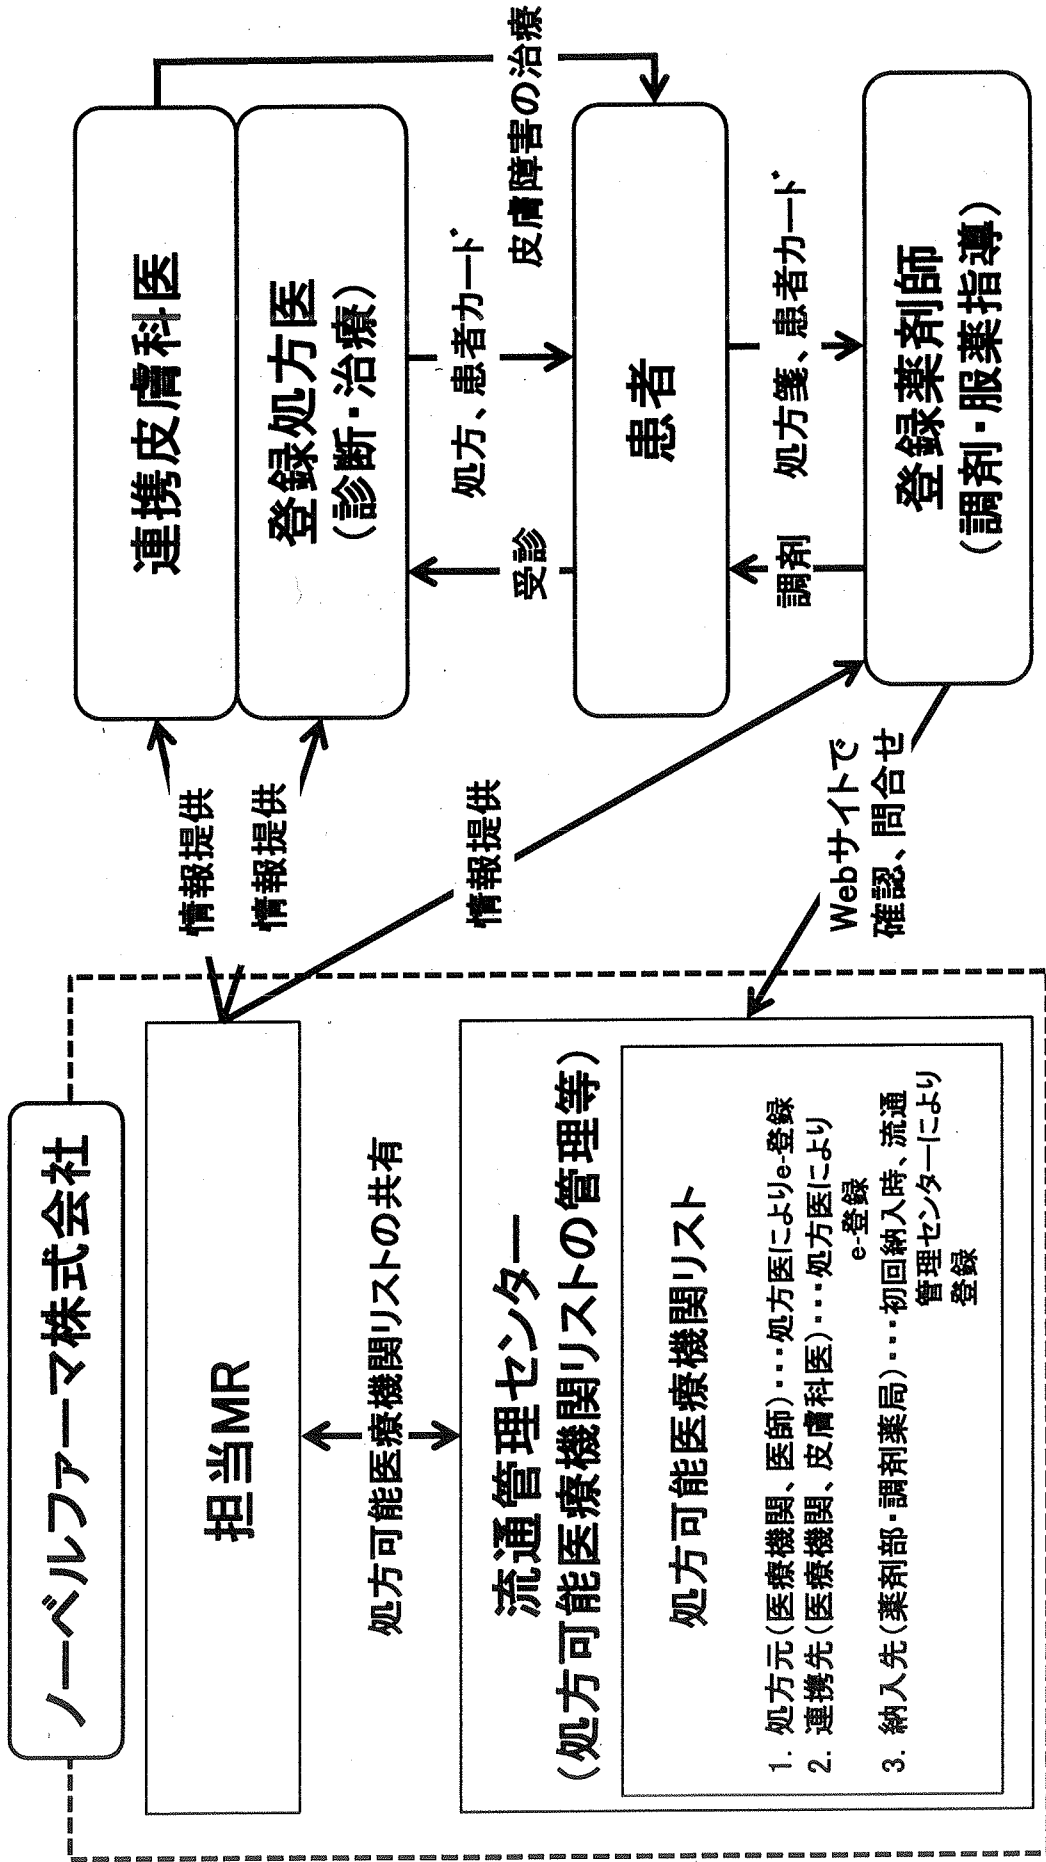 ノーベルファーマ株式会社
担当MR
処方可能医療機関リストの共有
流通管理センター
(処方可能医療機関リストの管理等)
処方可能医療機関リスト
1. 処方元(医療機関、医師)・・・処方医によりe-登録
2. 連携先(医療機関、皮膚科医)・・・処方医により
e-登録
3. 納入先(薬剤部・調剤薬局)・・・初回納入時、流通
管理センターにより
登録
情報提供
情報提供
情報提供
Webサイトで
確認、問合せ
連携皮膚科医
登録処方医
(診断・治療)
皮膚障害の治療
受診
処方、患者カード
患者
調剤
処方箋、患者カード
登録薬剤師
(調剤・服薬指導)